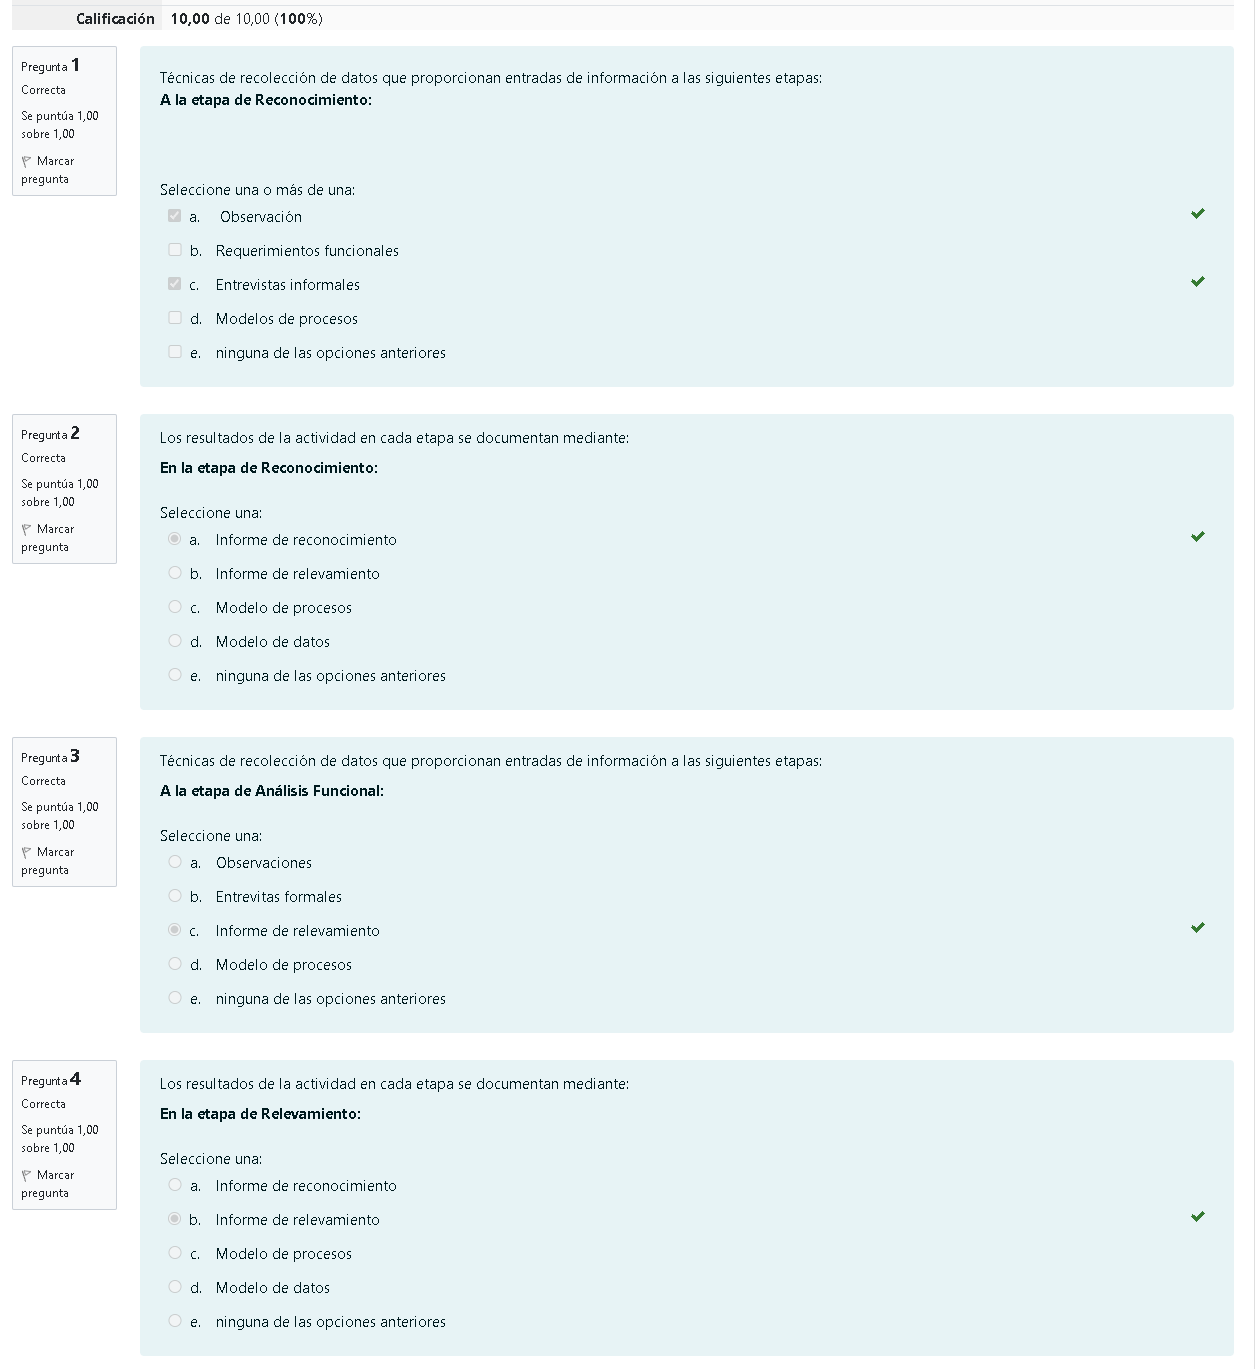 Calificación 10,00 de 10,00 (100%)
Pregunta 1
Correcta
Se puntúa 1,00
sobre 1,00
Marcar
pregunta
Técnicas de recolección de datos que proporcionan entradas de información a las siguientes etapas:
A la etapa de Reconocimiento:
Seleccione una o más de una:
a. Observación
b. Requerimientos funcionales
c. Entrevistas informales
d. Modelos de procesos
e. ninguna de las opciones anteriores
Pregunta 2
Correcta
Se puntúa 1,00
sobre 1,00
Marcar
pregunta
Los resultados de la actividad en cada etapa se documentan mediante:
En la etapa de Reconocimiento:
Seleccione una:
a. Informe de reconocimiento
b. Informe de relevamiento
c. Modelo de procesos
d. Modelo de datos
e. ninguna de las opciones anteriores
Pregunta 3
Correcta
Se puntúa 1,00
sobre 1,00
Marcar
pregunta
Técnicas de recolección de datos que proporcionan entradas de información a las siguientes etapas:
A la etapa de Análisis Funcional:
Seleccione una:
a. Observaciones
b. Entrevitas formales
c. Informe de relevamiento
d. Modelo de procesos
e. ninguna de las opciones anteriores
Pregunta 4
Correcta
Se puntúa 1,00
sobre 1,00
Marcar
pregunta
Los resultados de la actividad en cada etapa se documentan mediante:
En la etapa de Relevamiento:
Seleccione una:
a. Informe de reconocimiento
b. Informe de relevamiento
c. Modelo de procesos
d. Modelo de datos
e. ninguna de las opciones anteriores